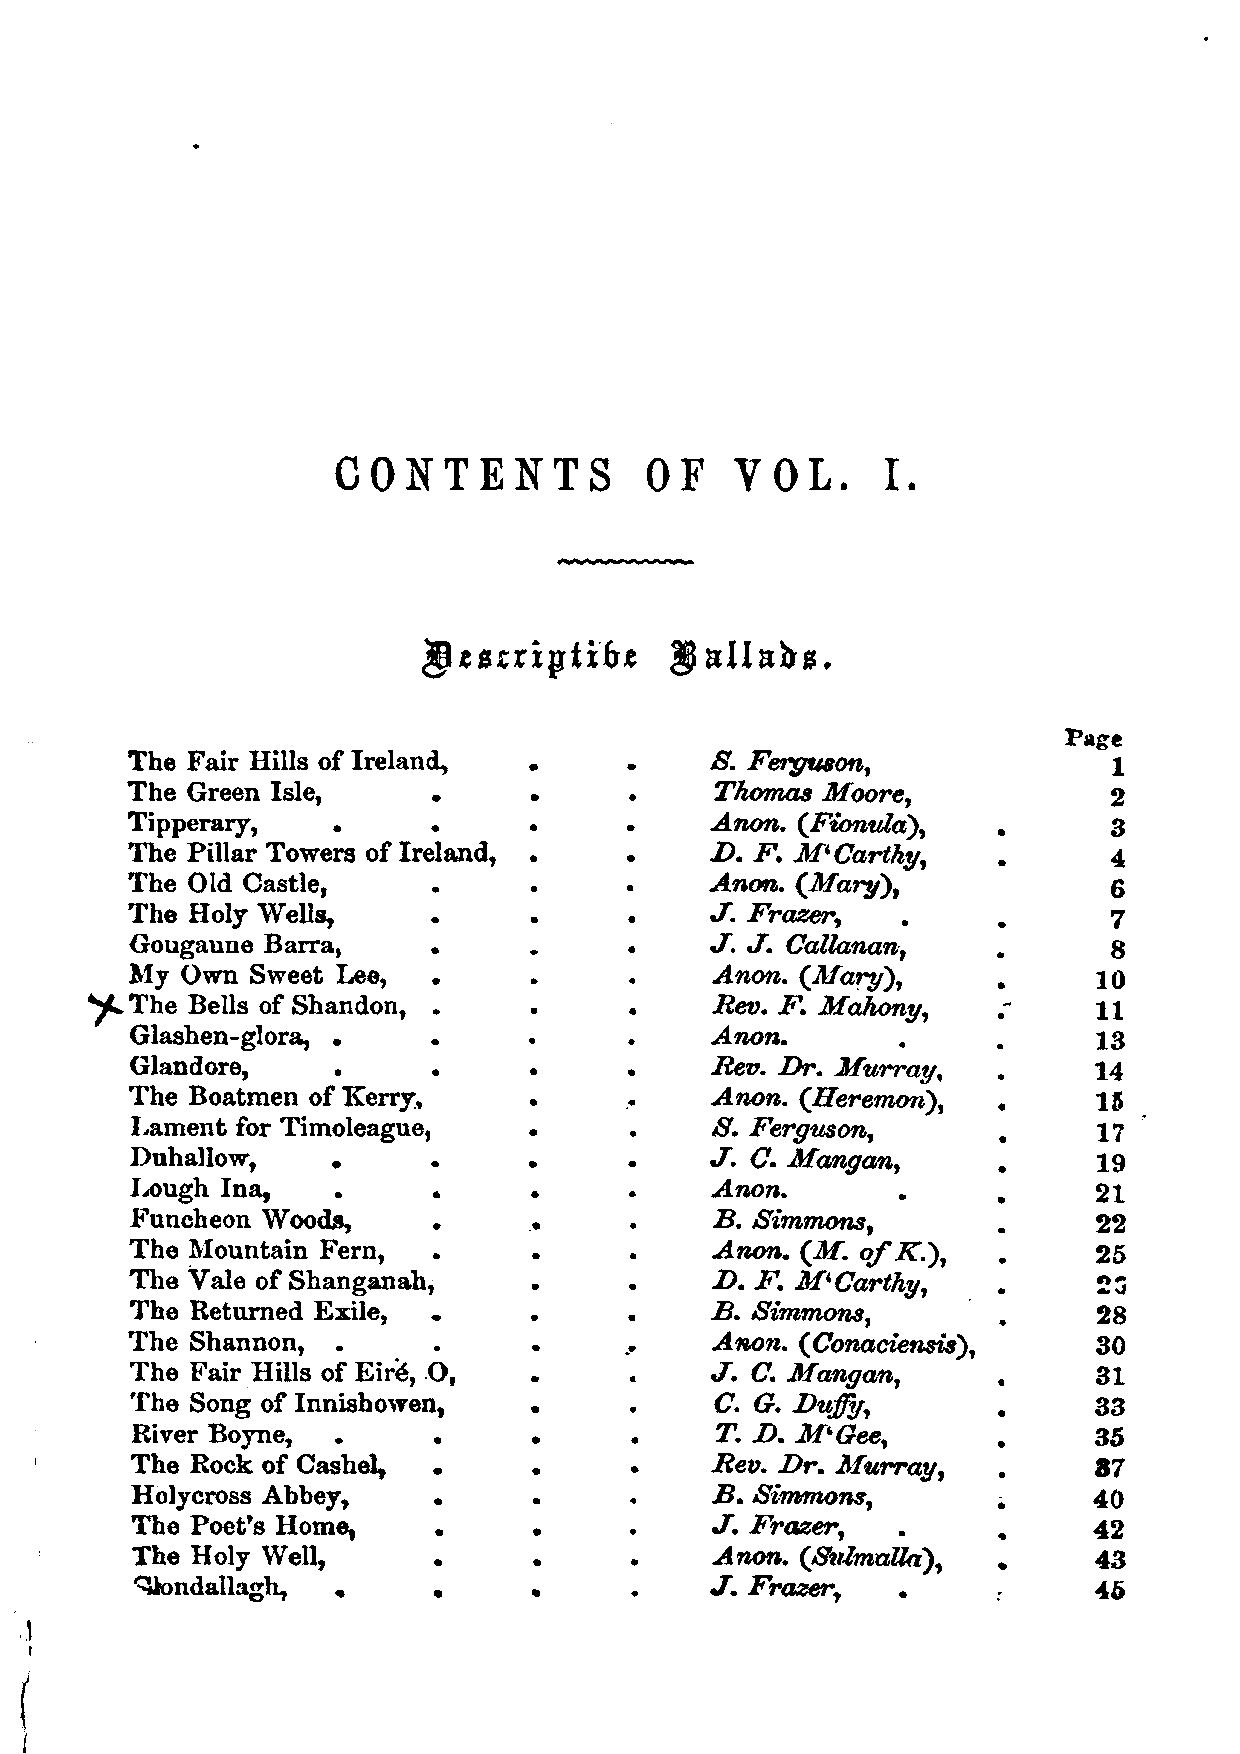 CONTENTS OF VOL. I.
Descriptibe Ballads.
Page
The Fair Hills of Ireland, . . S. Ferguson, 1
The Green Isle, . . . Thomas Moore, 2
Tipperary, . . . . Anon. (Fionula), . 3
The Pillar Towers of Ireland, . . D. F. M‘Carthy, . 4
The Old Castle, . . . Anon. (Mary), 6
The Holy Wells, . . . J. Frazer, . . 7
Gougaune Barra, . . . J. J. Callanan, . 8
My Own Sweet Lee, . . . Anon. (Mary), . 10
The Bells of Shandon, . . . Rev. F. Mahony, . 11
Glashen-glora, . . . . Anon. . . 13
Glandore, . . . . Rev. Dr. Murray, . 14
The Boatmen of Kerry, . . Anon. (Heremon), . 15
Lament for Timoleague, . . S. Ferguson, . 17
Duhallow, . . . . J. C. Mangan, . 19
Lough Ina, . . . . Anon. . . 21
Funcheon Woods, . . . B. Simmons, . 22
The Mountain Fern, . . . Anon. (M. of K.), . 25
The Vale of Shanganah, . . D. F. M‘Carthy, .
The Returned Exile, . . . B. Simmons, . 28
The Shannon, . . . . Anon. (Conaciensis), 30
The Fair Hills of Eiré, O, . . J. C. Mangan, . 31
The Song of Innishowen, . . C. G. Duffy, . 33
River Boyne, . . . . T. D. M‘Gee, . 35
The Rock of Cashel, . . . Rev. Dr. Murray, . 37
Holycross Abbey, . . . B. Simmons, . 40
The Poet's Home, . . . J. Frazer, . . 42
The Holy Well, . . . Anon. (Sulmalla), . 43
. . . . J. Frazer, . . 45